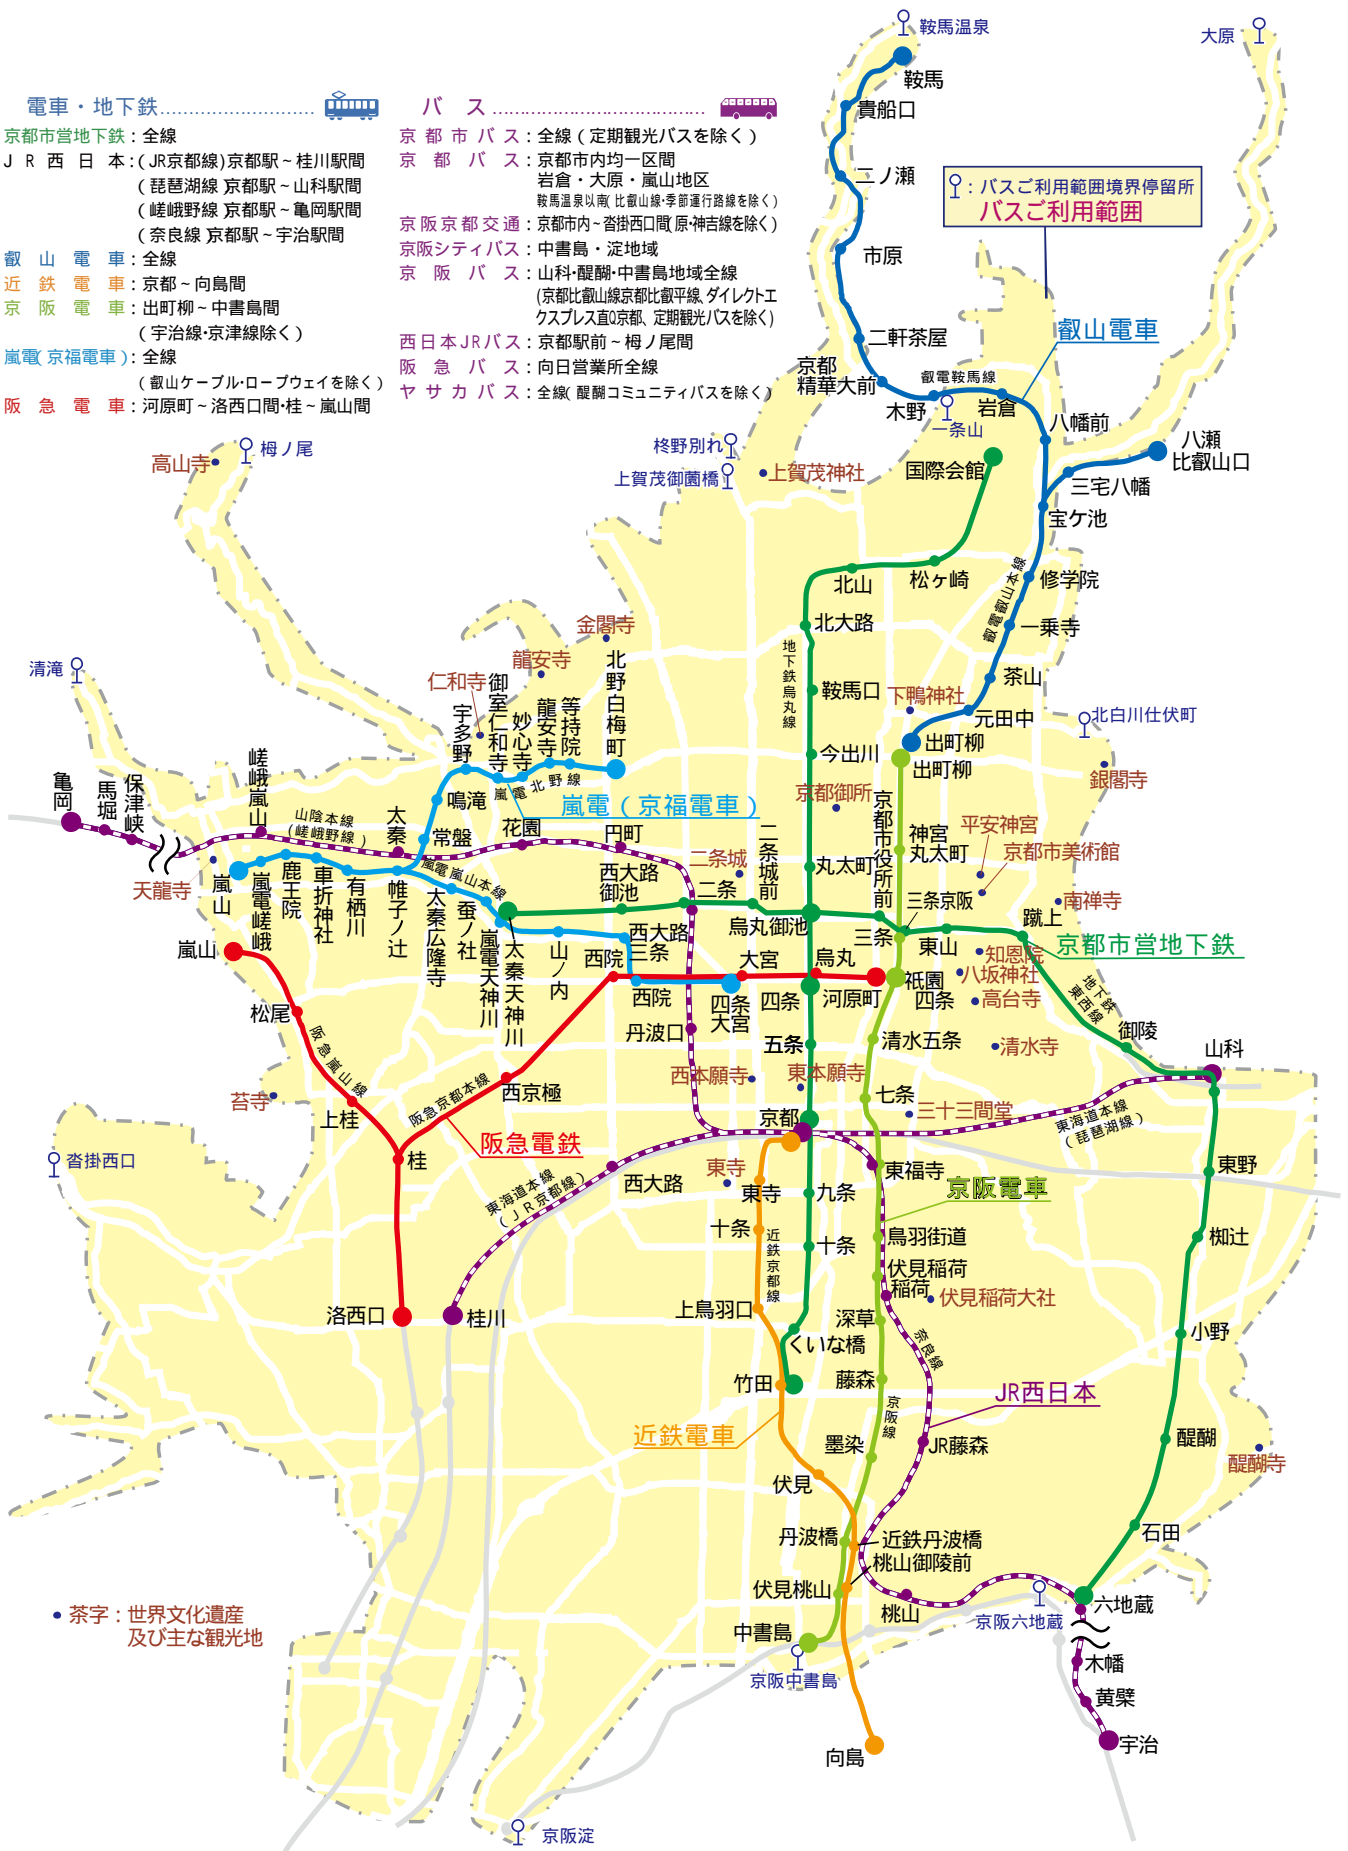 電車・地下鉄
京都市営地下鉄：全線
JR西日本：(JR京都線)京都駅~桂川駅間
(琵琶湖線)京都駅~山科駅間
(嵯峨野線)京都駅~亀岡駅間
(奈良線)京都駅~宇治駅間
叡山電車：全線
近鉄電車：京都~向島間
京阪電車：出町柳~中書島間
(宇治線・京津線除く)
嵐電(京福電車)：全線
(叡山ケーブル・ロープウェイを除く)
阪急電車：河原町~洛西口間・桂~嵐山間
バス
京都市バス：全線(定期観光バスを除く)
京都バス：京都市内均一区間
岩倉・大原・嵐山地区
鞍馬温泉以南(比叡山線・季節運行路線を除く)
京阪京都交通：京都市内~沓掛西口間(原・神吉線を除く)
京阪シティバス：中書島・淀地域
京阪バス：山科・醍醐・中書島地域全線
(京都比叡山線、京都比叡平線、ダイレクトエ
クスプレス直Q京都、定期観光バスを除く)
西日本JRバス：京都駅前~栂ノ尾間
阪急バス：向日営業所全線
ヤサカバス：全線(醍醐コミュニティバスを除く)
：バスご利用範囲境界停留所
バスご利用範囲
鞍馬温泉
大原
鞍馬
貴船口
二ノ瀬
市原
二軒茶屋
叡山電車
京都
精華大前
叡電鞍馬線
木野
一条山
岩倉
八幡前
八瀬
比叡山口
三宅八幡
宝ケ池
国際会館
柊野別れ
上賀茂御薗橋
上賀茂神社
栂ノ尾
高山寺
松ヶ崎
北山
修学院
叡電叡山本線
一乗寺
北大路
地下鉄烏丸線
茶山
鞍馬口
下鴨神社
元田中
北白川仕伏町
出町柳
出町柳
今出川
銀閣寺
清滝
金閣寺
龍安寺
仁和寺
北野白梅町
等持院
龍安寺
妙心寺
御室仁和寺
宇多野
嵐電北野線
嵐電(京福電車)
鳴滝
常盤
亀岡
馬堀
保津峡
嵯峨嵐山
山陰本線
(嵯峨野線)
太秦
花園
円町
二条城
二条城前
京都御所
丸太町
京都市役所前
神宮
丸太町
平安神宮
京都市美術館
南禅寺
天龍寺
嵐山
嵐電嵯峨
鹿王院
車折神社
有栖川
帷子ノ辻
嵐電嵐山本線
太秦広隆寺
蚕ノ社
嵐電天神川
太秦天神川
山ノ内
西大路
御池
二条
西大路
三条
西院
西院
大宮
四条
大宮
烏丸御池
烏丸
四条
河原町
三条
三条京阪
東山
蹴上
京都市営地下鉄
知恩院
八坂神社
高台寺
祇園
四条
地下鉄
東西線
御陵
山科
嵐山
松尾
阪急嵐山線
上桂
苔寺
桂
阪急京都本線
西京極
阪急電鉄
丹波口
五条
清水五条
清水寺
西本願寺
東本願寺
京都
七条
三十三間堂
東海道本線
(琵琶湖線)
沓掛西口
東海道本線
(JR京都線)
西大路
東寺
東寺
九条
東福寺
京阪電車
東野
十条
近鉄京都線
十条
鳥羽街道
椥辻
伏見稲荷
稲荷
伏見稲荷大社
上鳥羽口
深草
奈良線
小野
洛西口
桂川
くいな橋
竹田
藤森
京阪線
JR西日本
近鉄電車
墨染
JR藤森
醍醐
醍醐寺
伏見
丹波橋
近鉄丹波橋
桃山御陵前
石田
伏見桃山
桃山
六地蔵
京阪六地蔵
中書島
京阪中書島
木幡
黄檗
宇治
向島
京阪淀
茶字：世界文化遺産
及び主な観光地